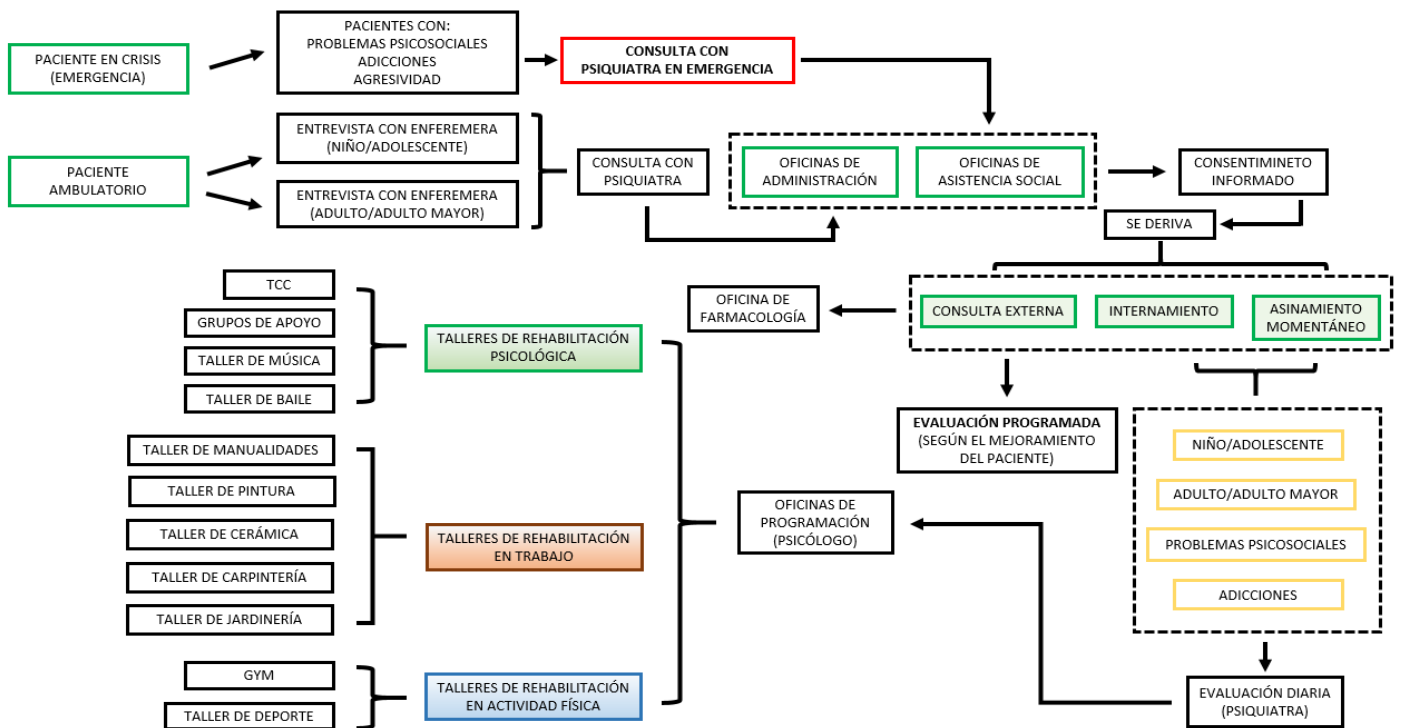 PACIENTE EN CRISIS
(EMERGENCIA)
PACIENTES CON:
PROBLEMAS PSICOSOCIALES
ADICCIONES
AGRESIVIDAD
CONSULTA CON
PSIQUIATRA EN EMERGENCIA
PACIENTE
AMBULATORIO
ENTREVISTA CON ENFEREMERA
(NIÑO/ADOLESCENTE)
ENTREVISTA CON ENFEREMERA
(ADULTO/ADULTO MAYOR)
CONSULTA CON
PSIQUIATRA
OFICINAS DE
ADMINISTRACIÓN
OFICINAS DE
ASISTENCIA SOCIAL
CONSENTIMINETO
INFORMADO
SE DERIVA
CONSULTA EXTERNA
INTERNAMIENTO
ASINAMIENTO
MOMENTÁNEO
OFICINA DE
FARMACOLOGÍA
EVALUACIÓN PROGRAMADA
(SEGÚN EL MEJORAMIENTO
DEL PACIENTE)
NIÑO/ADOLESCENTE
ADULTO/ADULTO MAYOR
PROBLEMAS PSICOSOCIALES
ADICCIONES
EVALUACIÓN DIARIA
(PSIQUIATRA)
OFICINAS DE
PROGRAMACIÓN
(PSICÓLOGO)
TALLERES DE REHABILITACIÓN
PSICOLÓGICA
TCC
GRUPOS DE APOYO
TALLER DE MÚSICA
TALLER DE BAILE
TALLERES DE REHABILITACIÓN
EN TRABAJO
TALLER DE MANUALIDADES
TALLER DE PINTURA
TALLER DE CERÁMICA
TALLER DE CARPINTERÍA
TALLER DE JARDINERÍA
TALLERES DE REHABILITACIÓN
EN ACTIVIDAD FÍSICA
GYM
TALLER DE DEPORTE